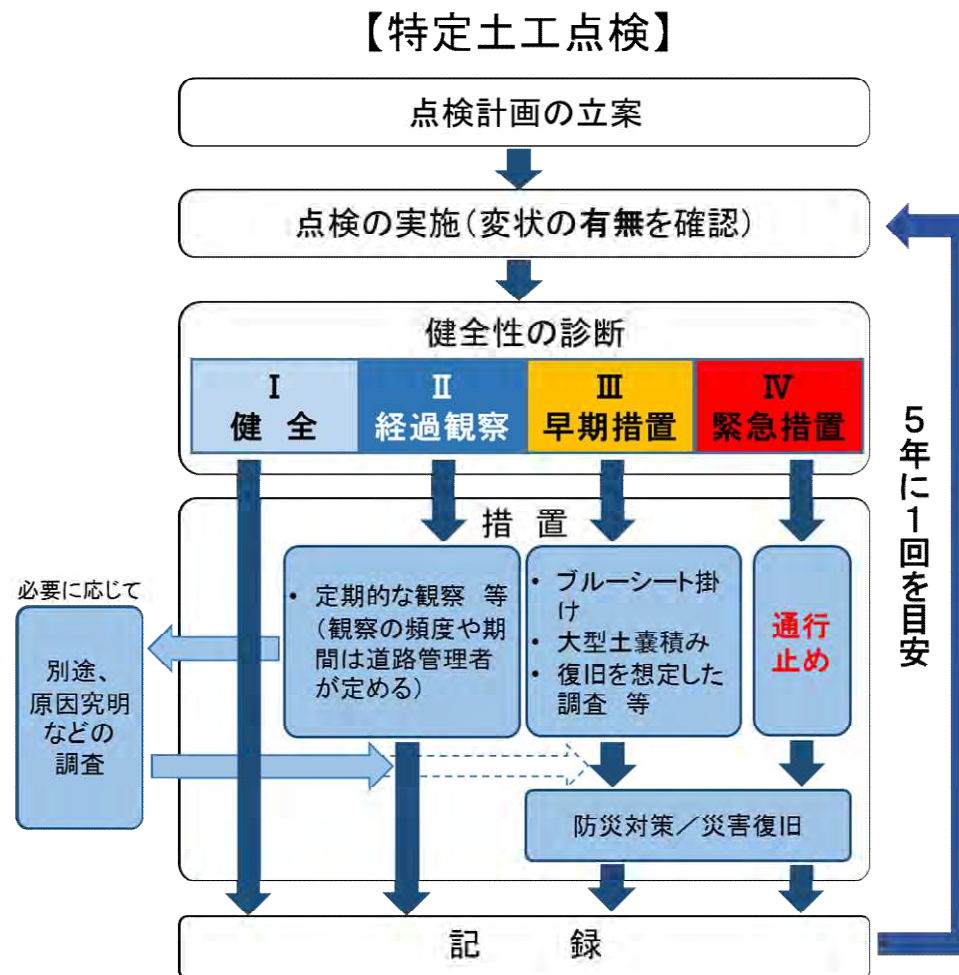 【特定土工点検】
点検計画の立案
点検の実施(変状の有無を確認)
健全性の診断
Ⅰ
健 全
Ⅱ
経過観察
Ⅲ
早期措置
Ⅳ
緊急措置
措 置
• 定期的な観察 等
(観察の頻度や期
間は道路管理者
が定める)
• ブルーシート掛
け
• 大型土嚢積み
• 復旧を想定した
調査 等
通行
止め
必要に応じて
別途、
原因究明
などの
調査
防災対策/災害復旧
記 録
5年に1回を目安